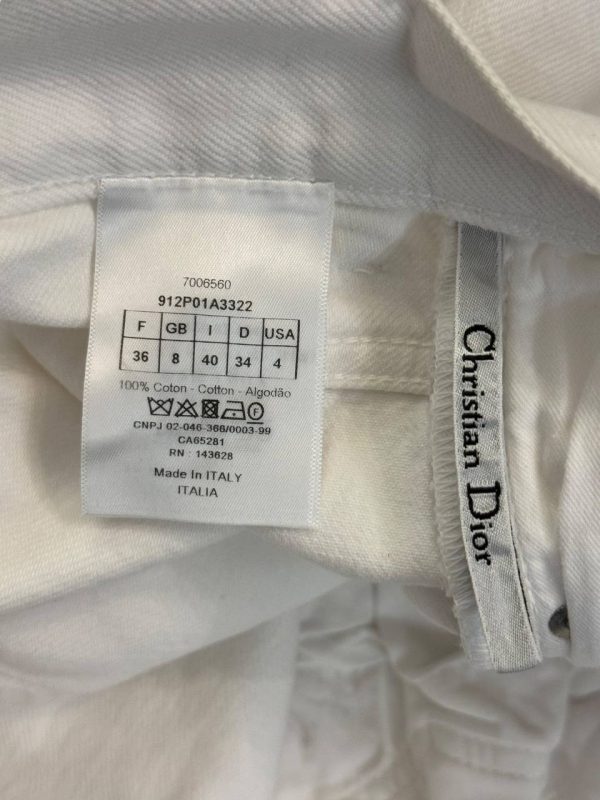 7006560
912P01A3322
F GB I D USA
36 8 40 34 4
100% Coton - Cotton - Algodão
F
CNPJ 02-046-366/0003-99
CA65281
RN : 143628
Made In ITALY
ITALIA
Christian Dior